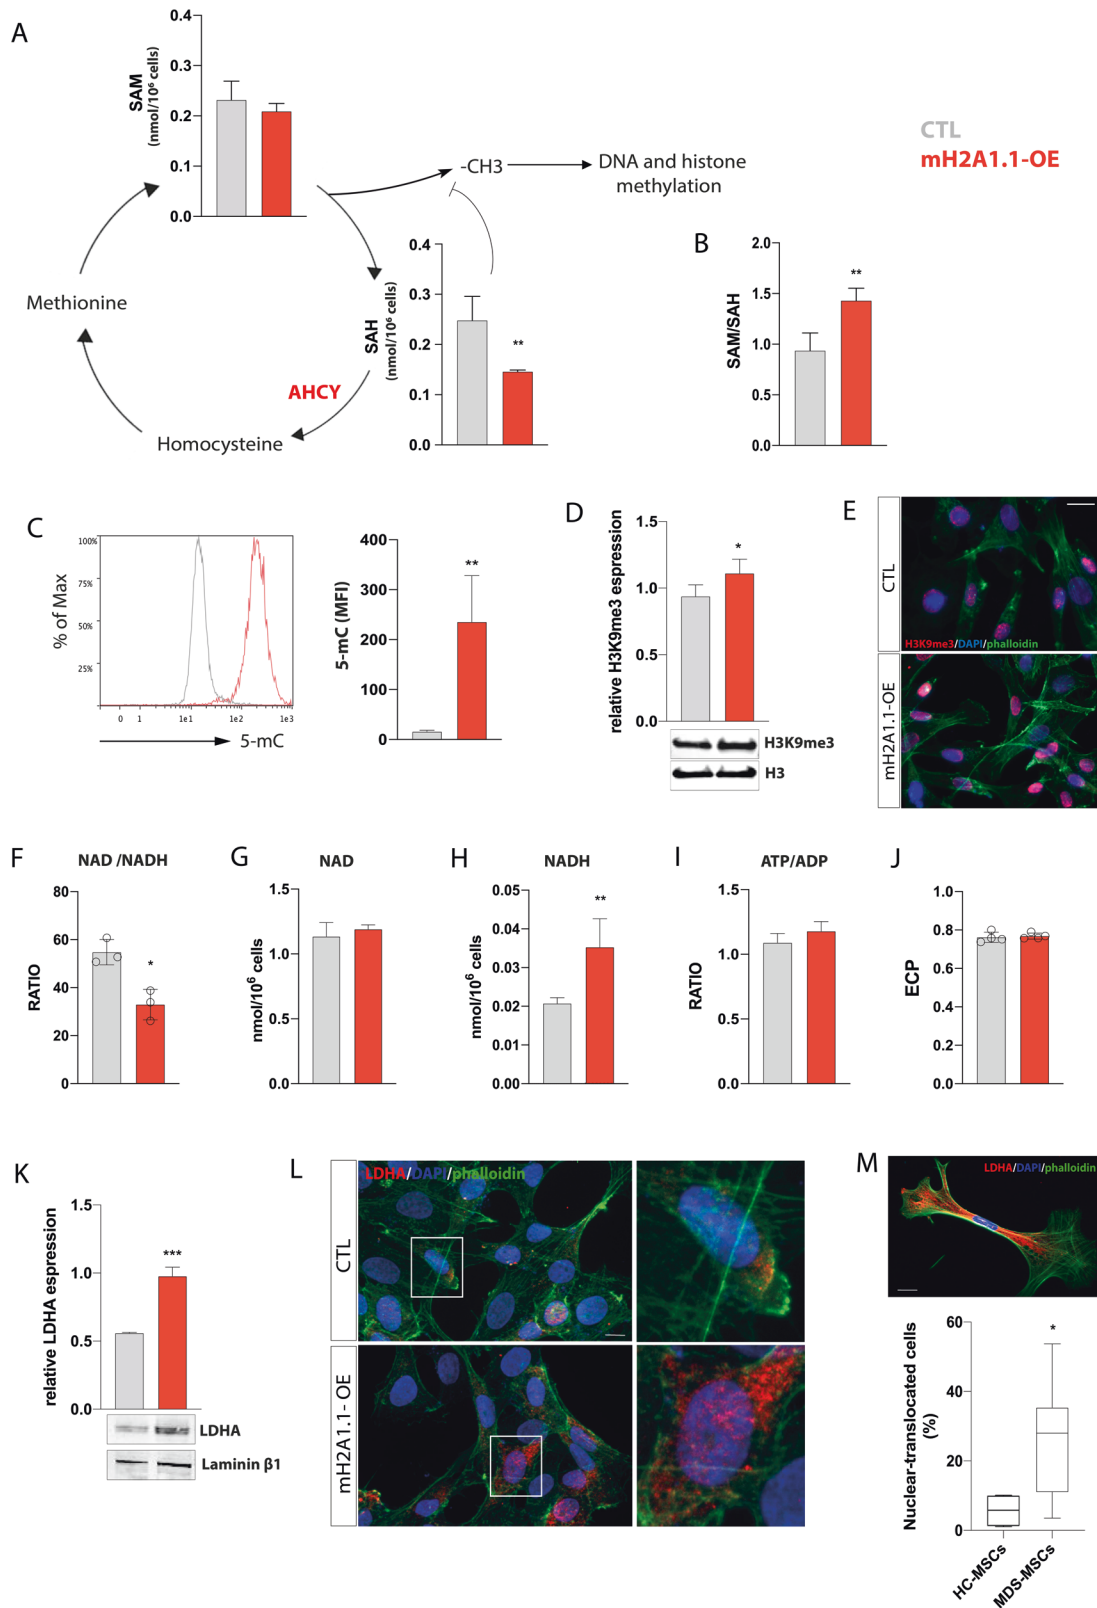 A
0.4
0.3
0.2
0.1
0.0
SAM
(nmol/10⁶ cells)
-CH3
DNA and histone
methylation
CTL
mH2A1.1-OE
Methionine
AHCY
Homocysteine
0.4
0.3
0.2
0.1
0.0
SAH
(nmol/10⁶ cells)
**
B
2.0
1.5
1.0
0.5
0.0
SAM/SAH
**
C
100%
75%
50%
25%
% of Max
0 1 1e1 1e2 1e3
5-mC
400
300
200
100
0
5-mC (MFI)
**
D
1.5
1.0
0.5
0.0
relative H3K9me3 espression
*
H3K9me3
H3
E
CTL
H3K9me3/DAPI/phalloidin
mH2A1.1-OE
F
NAD /NADH
80
60
40
20
0
RATIO
*
G
NAD
1.5
1.0
0.5
0.0
nmol/10⁶ cells
H
NADH
0.05
0.04
0.03
0.02
0.01
0.00
nmol/10⁶ cells
**
I
ATP/ADP
1.5
1.0
0.5
0.0
RATIO
J
1.0
0.8
0.6
0.4
0.2
0.0
ECP
K
1.5
1.0
0.5
0.0
relative LDHA espression
***
LDHA
Laminin β1
L
LDHA/DAPI/phalloidin
CTL
mH2A1.1- OE
M
LDHA/DAPI/phalloidin
60
40
20
0
Nuclear-translocated cells
(%)
*
HC-MSCs
MDS-MSCs